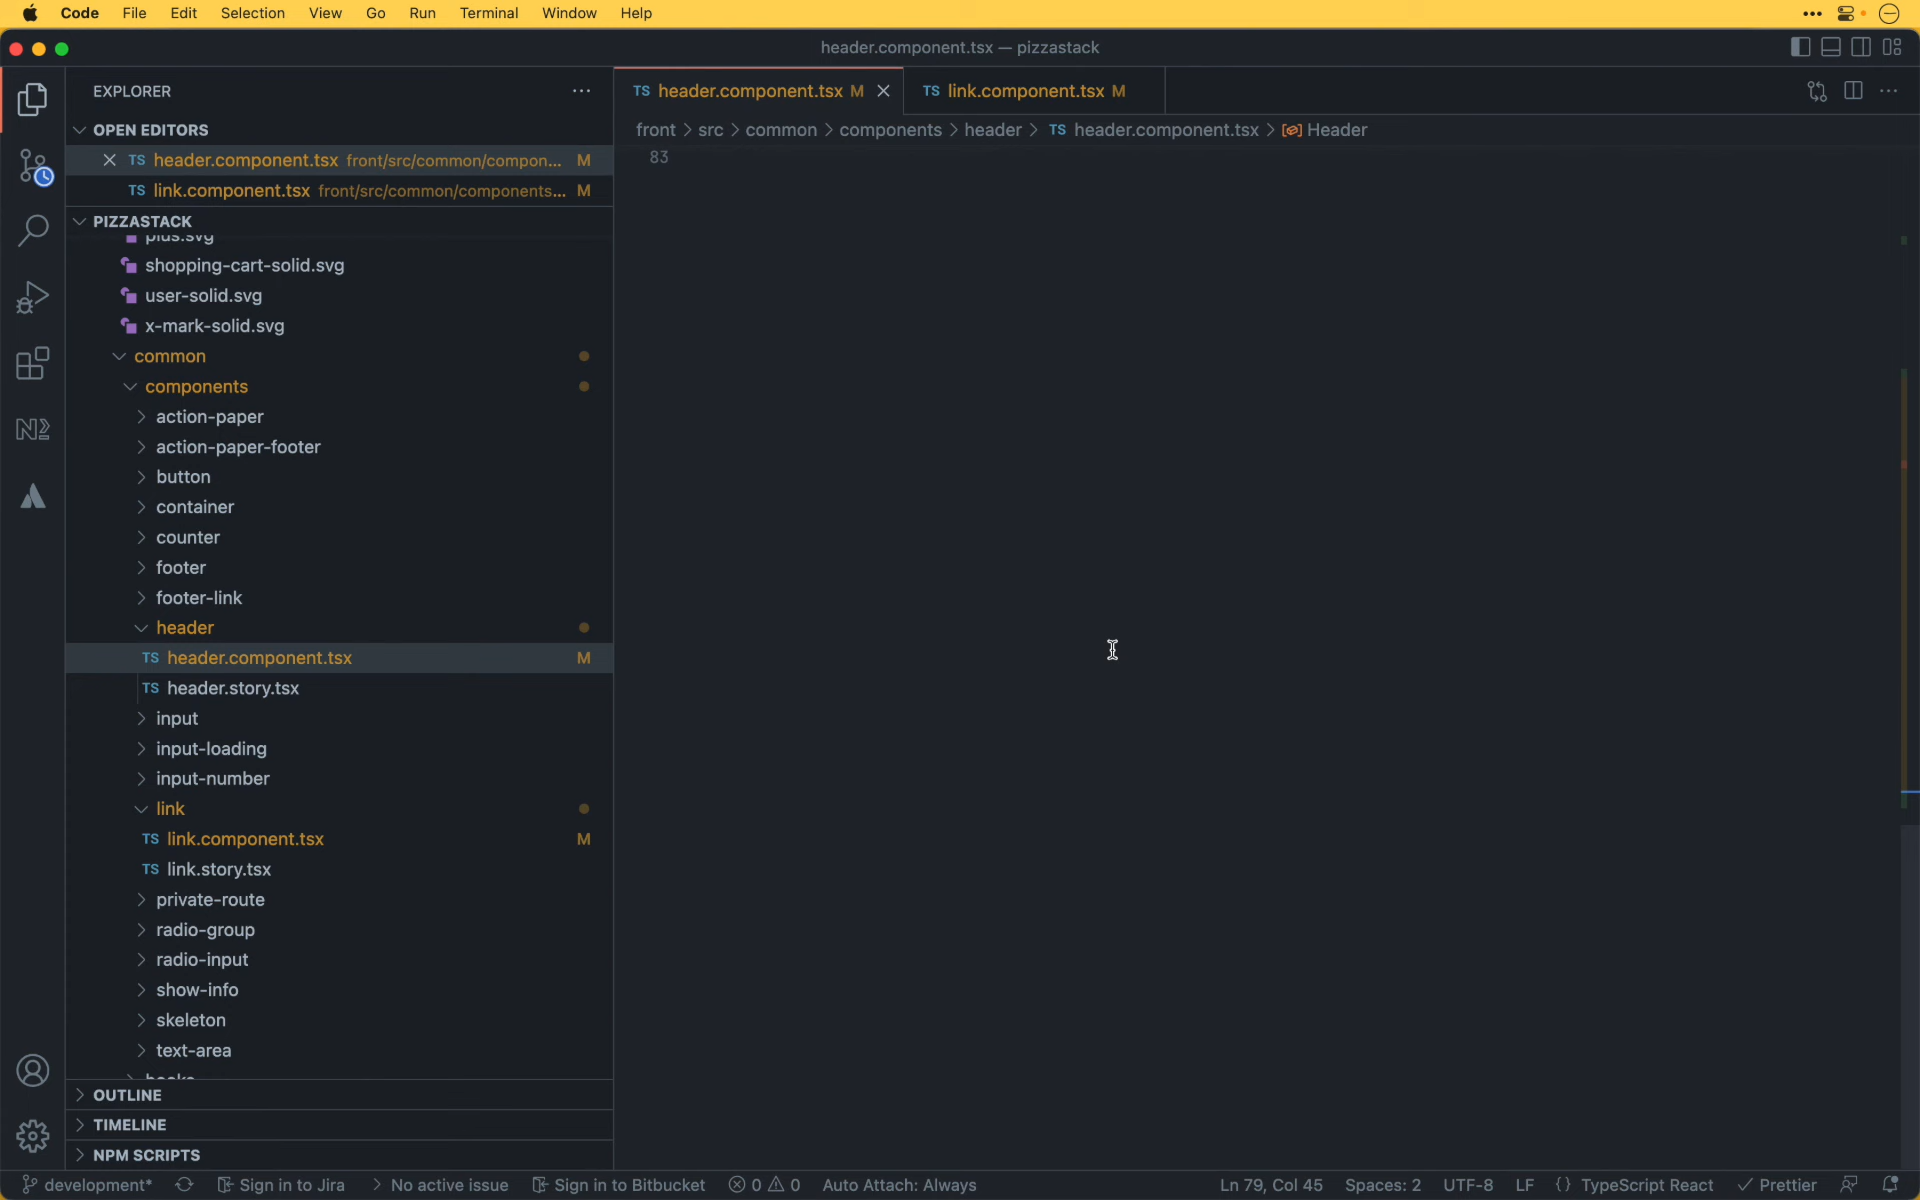 Code File Edit Selection View Go Run Terminal Window Help
header.component.tsx — pizzastack
EXPLORER
OPEN EDITORS
TS header.component.tsx front/src/common/compon... M
TS link.component.tsx front/src/common/components... M
PIZZASTACK
plus.svg
shopping-cart-solid.svg
user-solid.svg
x-mark-solid.svg
common
components
action-paper
action-paper-footer
button
container
counter
footer
footer-link
header
TS header.component.tsx M
TS header.story.tsx
input
input-loading
input-number
link
TS link.component.tsx M
TS link.story.tsx
private-route
radio-group
radio-input
show-info
skeleton
text-area
OUTLINE
TIMELINE
NPM SCRIPTS
TS header.component.tsx M
TS link.component.tsx M
front > src > common > components > header > TS header.component.tsx > Header
83
development* Sign in to Jira > No active issue Sign in to Bitbucket 0 0 Auto Attach: Always Ln 79, Col 45 Spaces: 2 UTF-8 LF {} TypeScript React Prettier